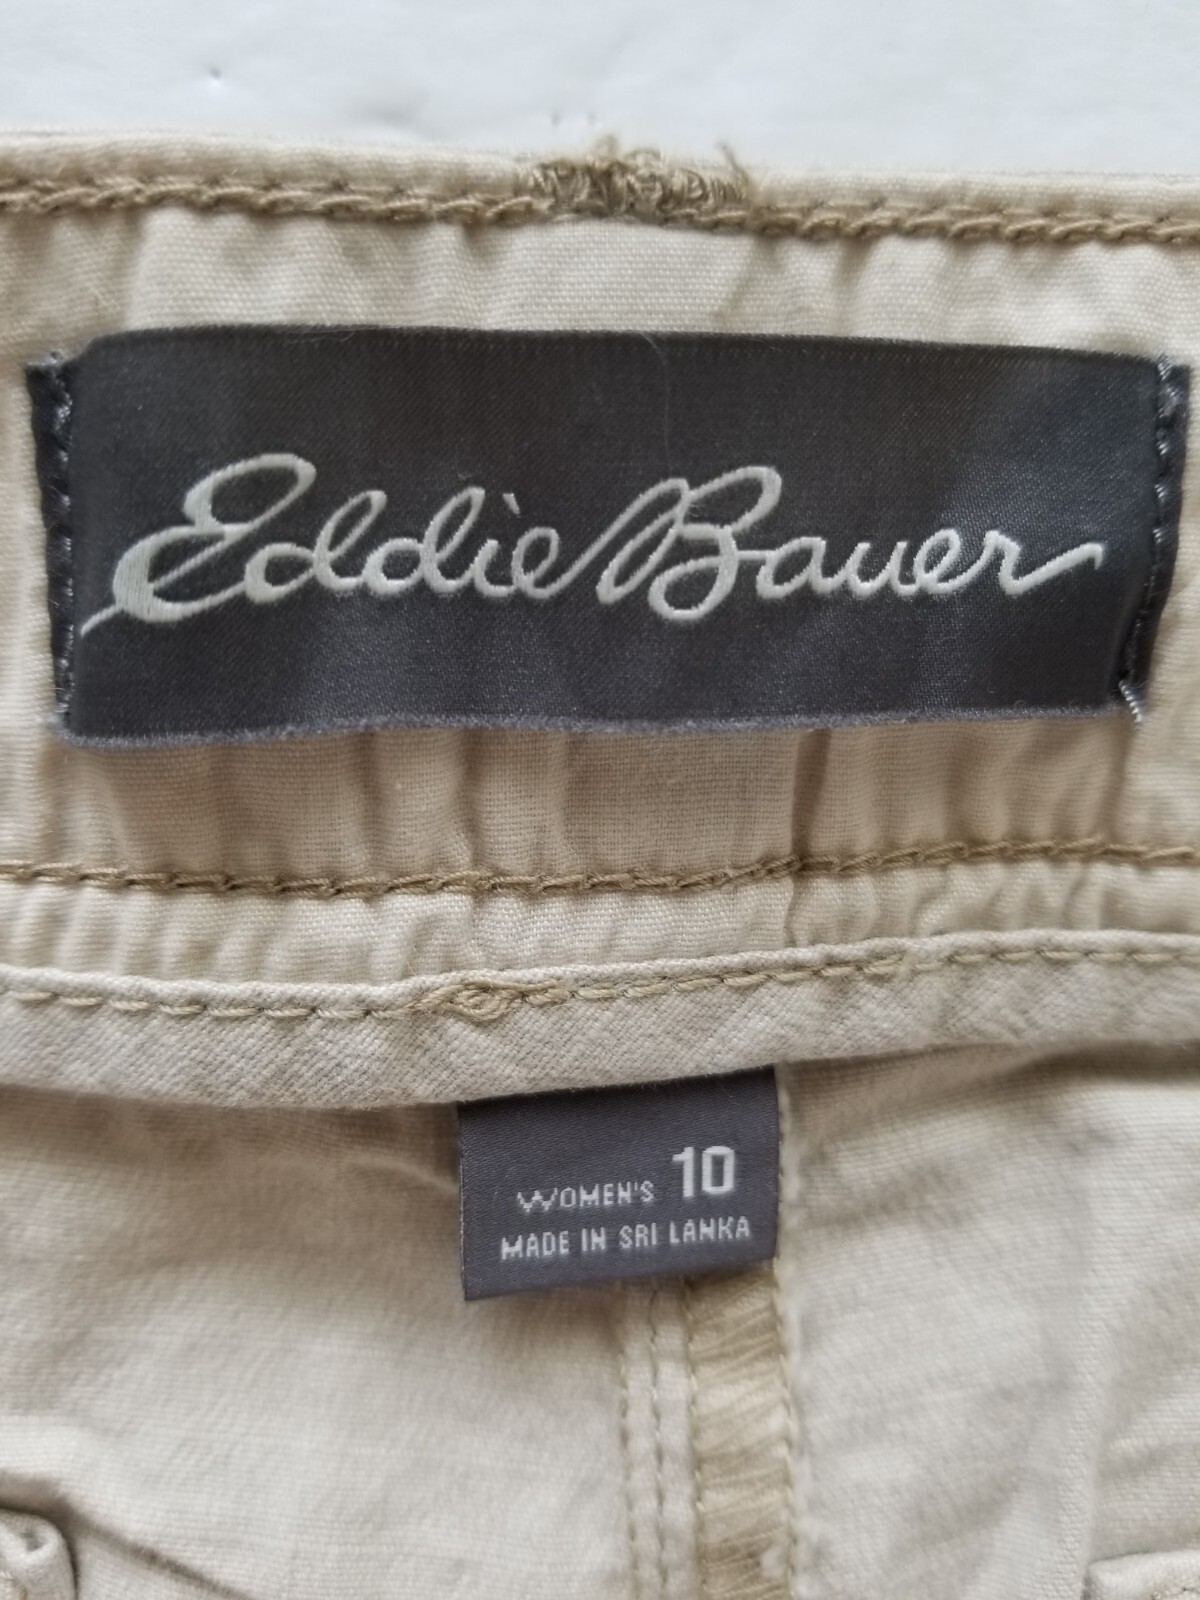 Eddie Bauer
WOMEN'S 10
MADE IN SRI LANKA